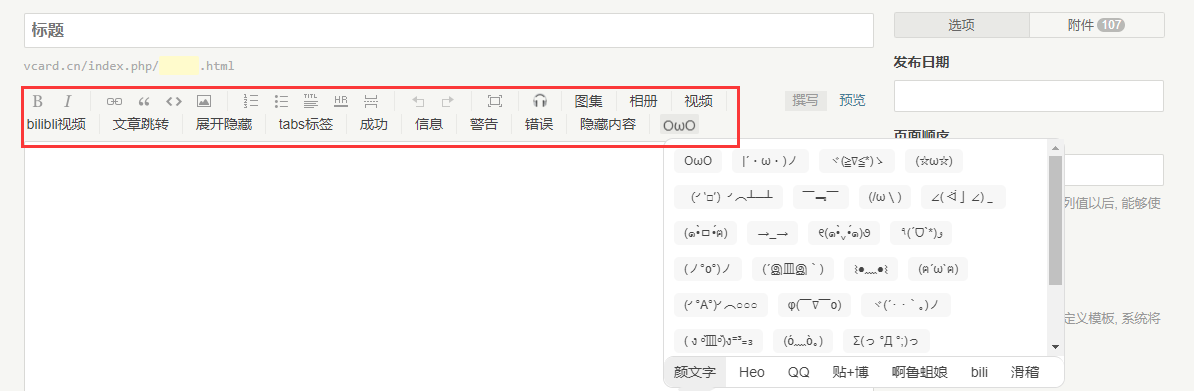 标题
选项 附件 107
vcard.cn/index.php/ .html
发布日期
B I HR 图集 相册 视频 撰写 预览
bilibli视频 文章跳转 展开隐藏 tabs标签 成功 信息 警告 错误 隐藏内容 OωO
页面顺序
OωO |´・ω・)ノ ヾ(≧∇≦*)ゝ (☆ω☆)
(╯‵□′)╯︵┴─┴ ￣﹃￣ (/ω\) ∠( ᐛ 」∠)_
列值以后, 能够使
(๑•̀ㅁ•́ฅ) →_→ ୧(๑•̀⌄•́๑)૭ ٩(ˊᗜˋ*)و
(ノ°ο°)ノ (´இ皿இ｀) ⌇●﹏●⌇ (ฅ´ω`ฅ)
(╯°A°)╯︵○○○ φ(￣∇￣o) ヾ(´･ ･｀｡)ノ
定义模板, 系统将
( ง ᵒ̌皿ᵒ̌)ง⁼³₌₃ (ó﹏ò｡) Σ(っ °Д °;)っ
颜文字 Heo QQ 贴+博 啊鲁蛆娘 bili 滑稽